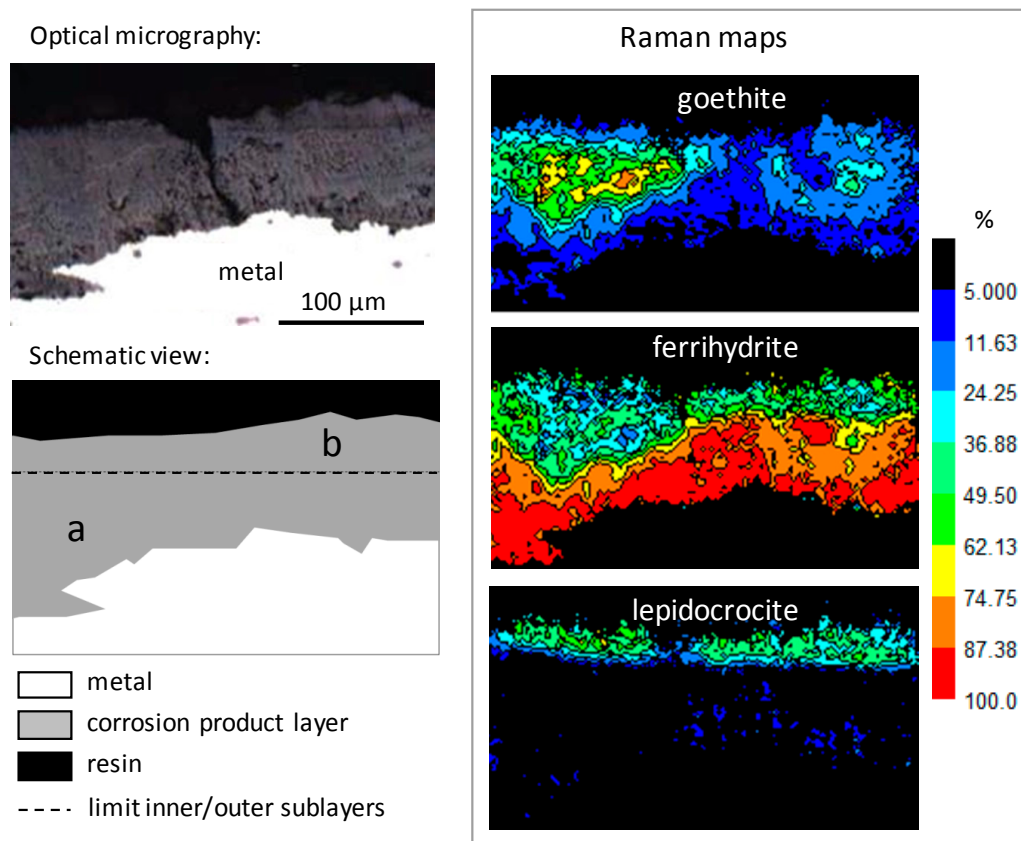 Optical micrography:
metal
100 µm
Schematic view:
b
a
metal
corrosion product layer
resin
limit inner/outer sublayers
Raman maps
goethite
ferrihydrite
lepidocrocite
%
5.000
11.63
24.25
36.88
49.50
62.13
74.75
87.38
100.0